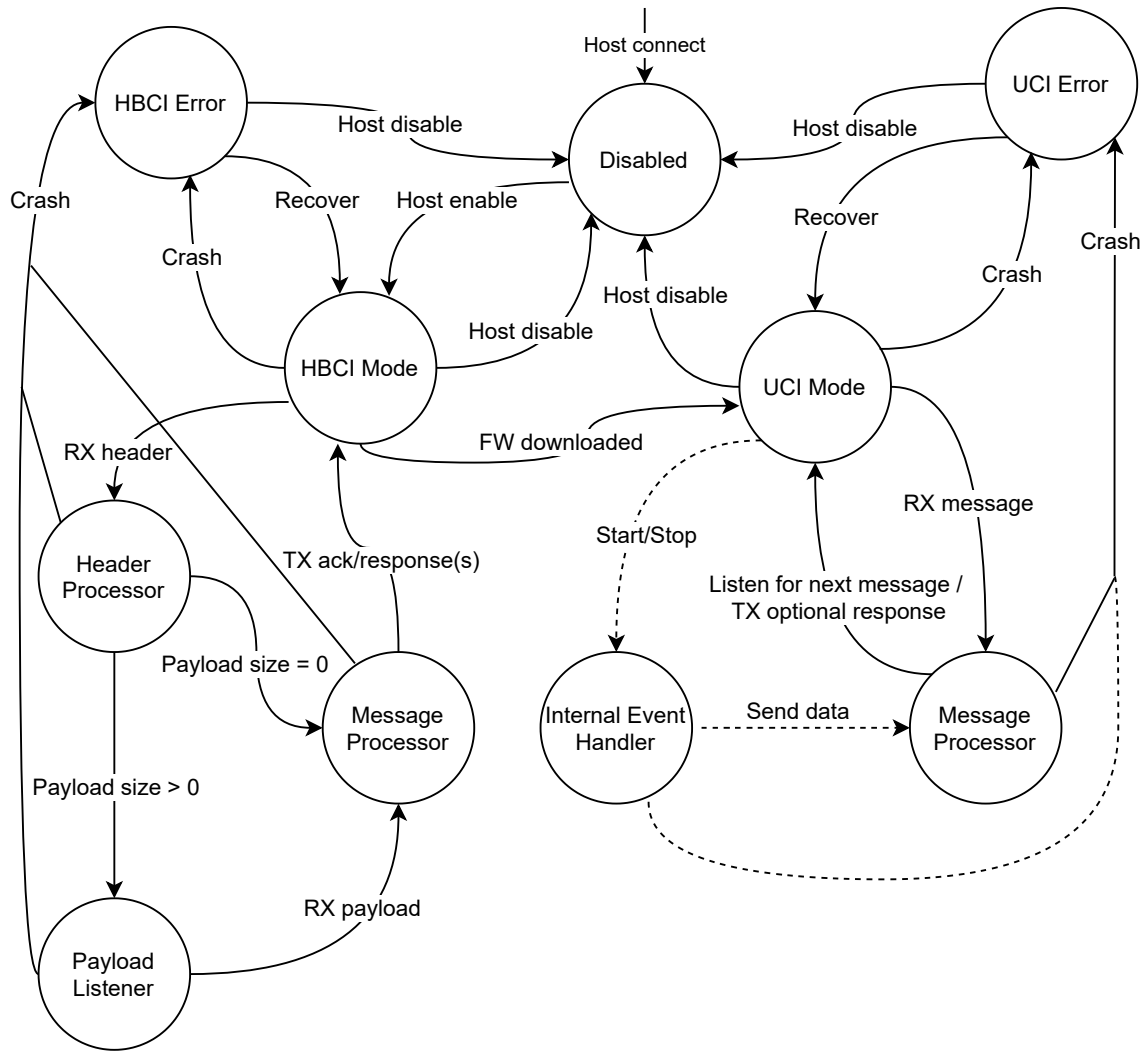 Host connect
HBCI Error
UCI Error
Host disable
Host disable
Disabled
Crash
Recover
Host enable
Recover
Crash
Crash
Crash
Host disable
Host disable
HBCI Mode
UCI Mode
RX header
FW downloaded
RX message
Start/Stop
TX ack/response(s)
Header
Processor
Listen for next message /
TX optional response
Payload size = 0
Message
Processor
Internal Event
Handler
Send data
Message
Processor
Payload size > 0
RX payload
Payload
Listener